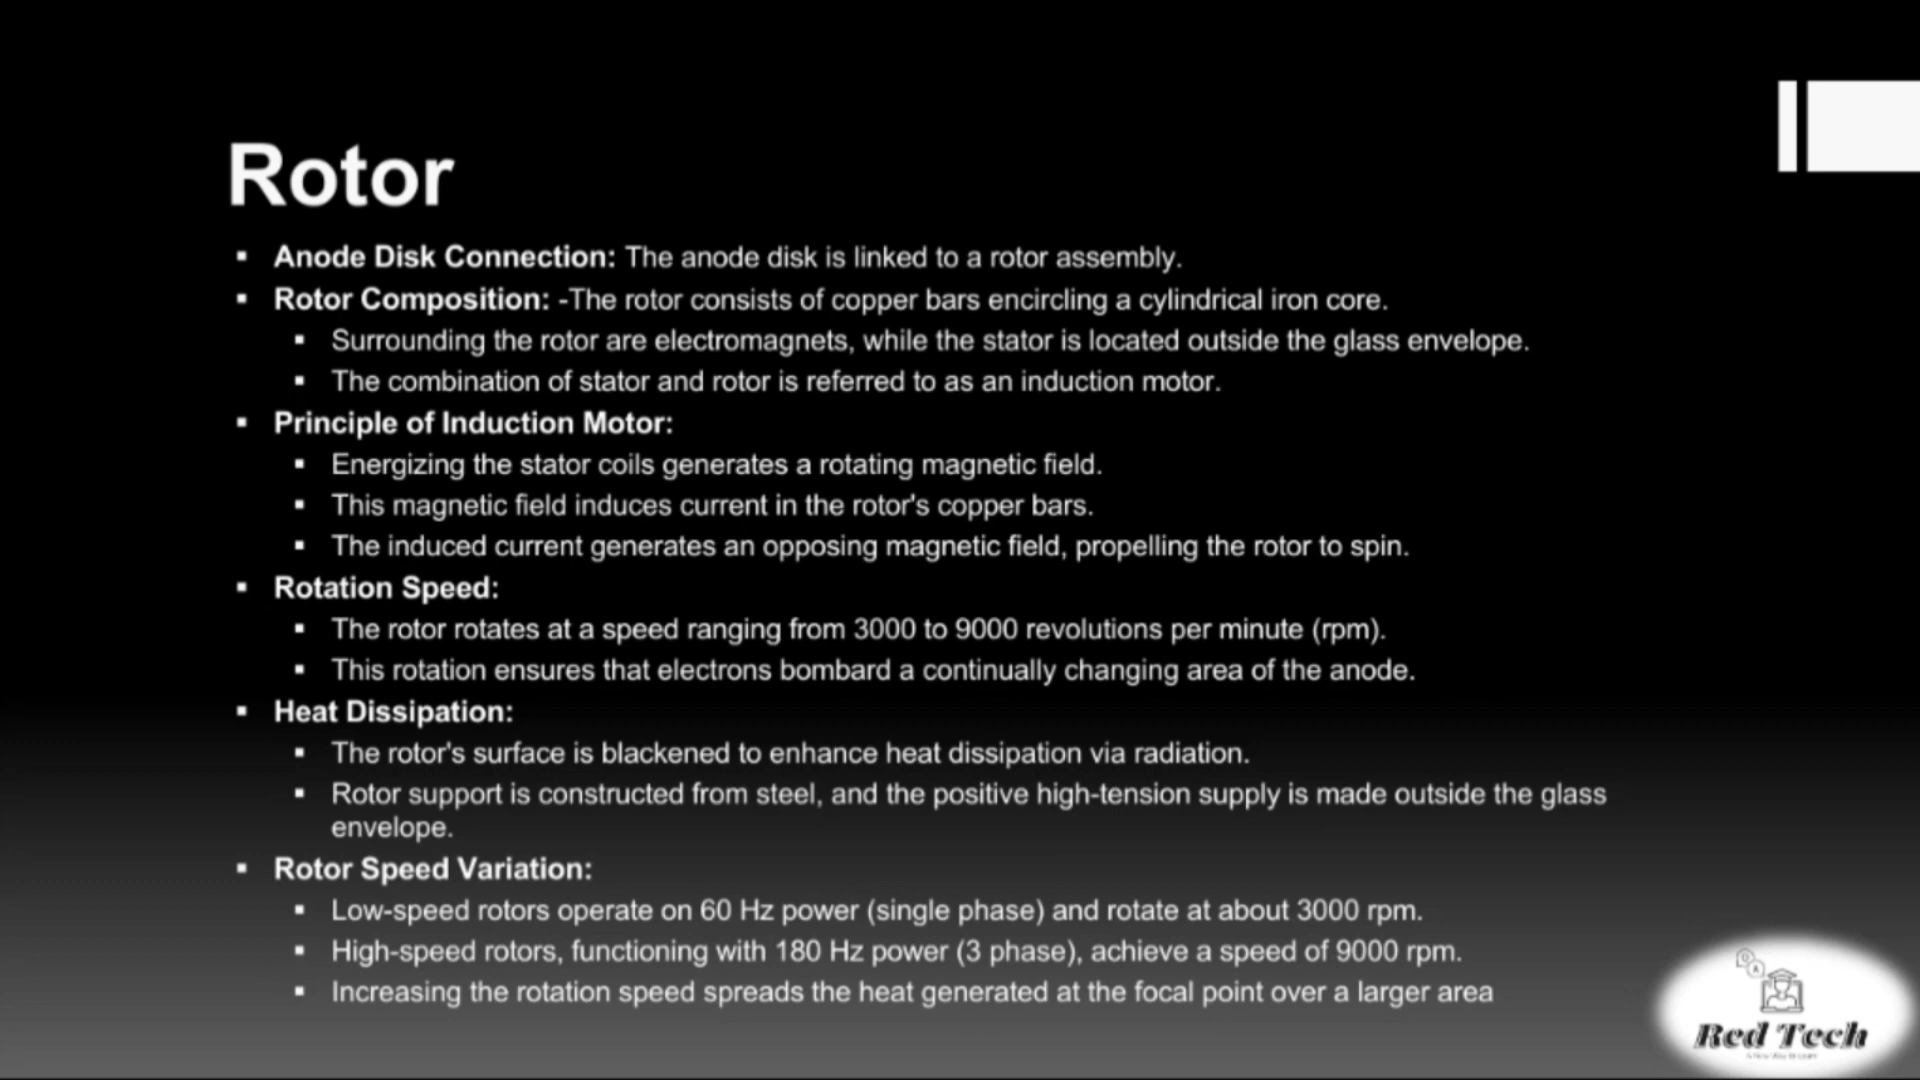 Rotor
▪ Anode Disk Connection: The anode disk is linked to a rotor assembly.
▪ Rotor Composition: -The rotor consists of copper bars encircling a cylindrical iron core.
▪ Surrounding the rotor are electromagnets, while the stator is located outside the glass envelope.
▪ The combination of stator and rotor is referred to as an induction motor.
▪ Principle of Induction Motor:
▪ Energizing the stator coils generates a rotating magnetic field.
▪ This magnetic field induces current in the rotor's copper bars.
▪ The induced current generates an opposing magnetic field, propelling the rotor to spin.
▪ Rotation Speed:
▪ The rotor rotates at a speed ranging from 3000 to 9000 revolutions per minute (rpm).
▪ This rotation ensures that electrons bombard a continually changing area of the anode.
▪ Heat Dissipation:
▪ The rotor's surface is blackened to enhance heat dissipation via radiation.
▪ Rotor support is constructed from steel, and the positive high-tension supply is made outside the glass
envelope.
▪ Rotor Speed Variation:
▪ Low-speed rotors operate on 60 Hz power (single phase) and rotate at about 3000 rpm.
▪ High-speed rotors, functioning with 180 Hz power (3 phase), achieve a speed of 9000 rpm.
▪ Increasing the rotation speed spreads the heat generated at the focal point over a larger area
Red Tech